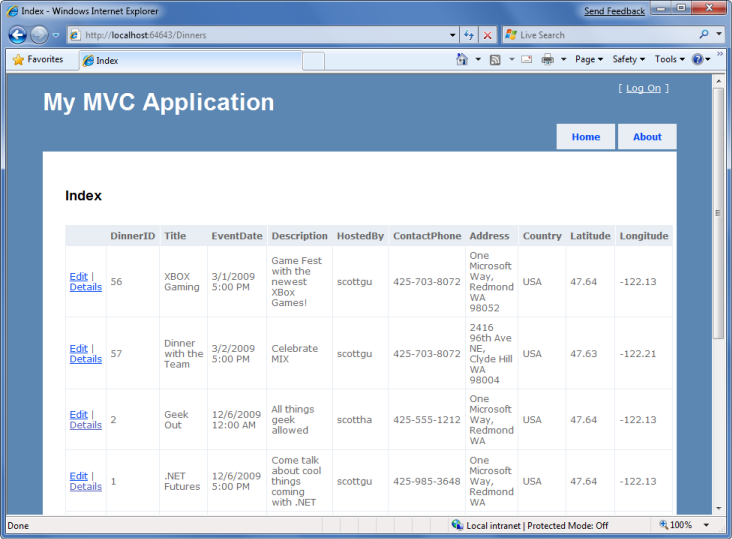 Index - Windows Internet Explorer
Send Feedback
http://localhost:64643/Dinners
Live Search
Favorites
Index
Page
Safety
Tools
[ Log On ]
My MVC Application
Home
About
Index
DinnerID Title EventDate Description HostedBy ContactPhone Address Country Latitude Longitude
Edit |
Details
56
XBOX
Gaming
3/1/2009
5:00 PM
Game Fest
with the
newest
XBox
Games!
scottgu
425-703-8072
One
Microsoft
Way,
Redmond
WA
98052
USA
47.64
-122.13
Edit |
Details
57
Dinner
with the
Team
3/2/2009
5:00 PM
Celebrate
MIX
scottgu
425-703-8072
2416
96th Ave
NE,
Clyde Hill
WA
98004
USA
47.63
-122.21
Edit |
Details
2
Geek
Out
12/6/2009
12:00 AM
All things
geek
allowed
scottha
425-555-1212
One
Microsoft
Way,
Redmond
WA
USA
47.64
-122.13
Edit |
Details
1
.NET
Futures
12/6/2009
5:00 PM
Come talk
about cool
things
coming
with .NET
scottgu
425-985-3648
One
Microsoft
Way,
Redmond
WA
USA
47.64
-122.13
Done
Local intranet | Protected Mode: Off
100%